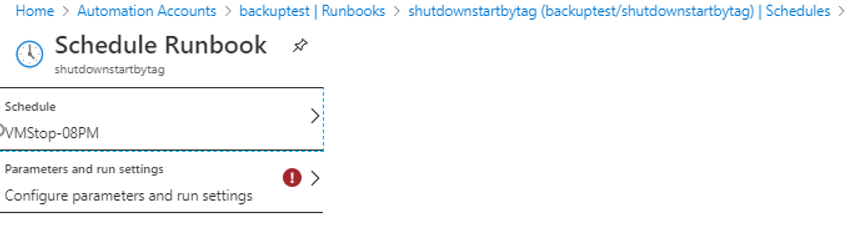 Home > Automation Accounts > backuptest | Runbooks > shutdownstartbytag (backuptest/shutdownstartbytag) | Schedules >
Schedule Runbook
shutdownstartbytag
Schedule
VMStop-08PM
Parameters and run settings
Configure parameters and run settings